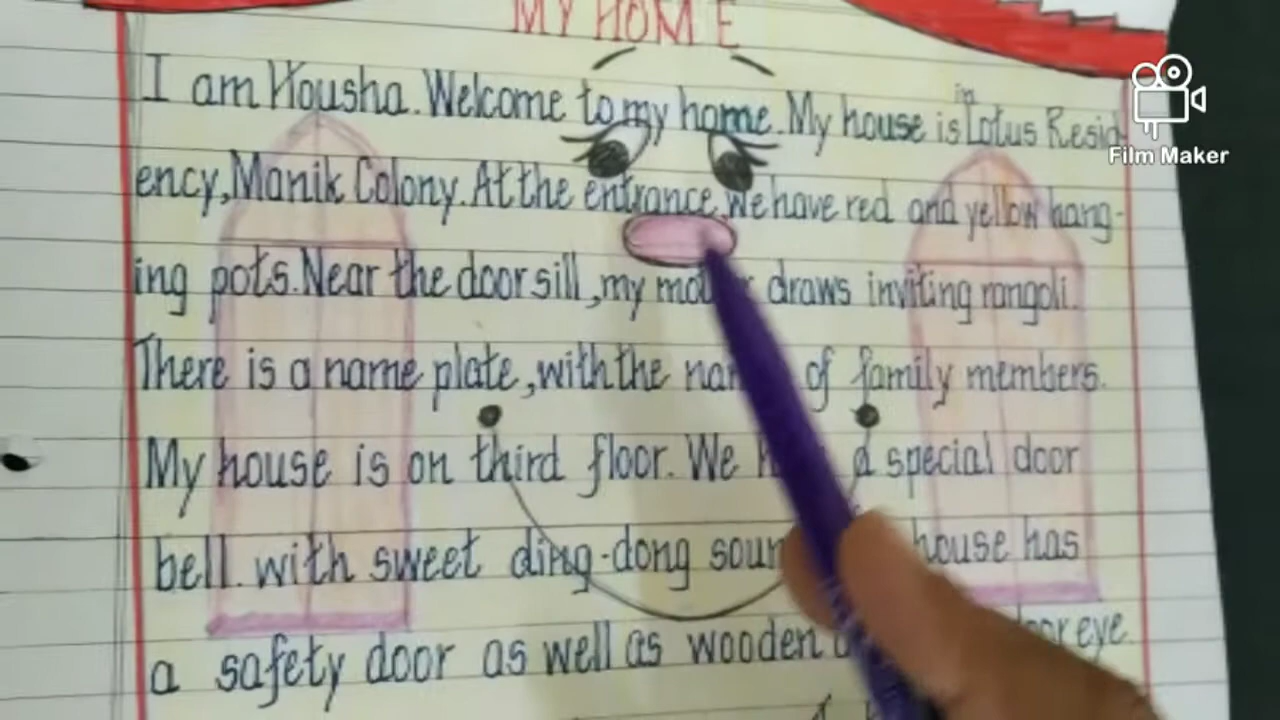 MY HOME
I am Housha. Welcome to my home. My house is in Lotus Resid-
ency, Manik Colony. At the entrance, we have red and yellow hang-
ing pots. Near the door sill, my draws inviting rangoli.
There is a name plate, with the of family members.
My house is on third floor. We a special door
bell. with sweet ding-dong house has
a safety door as well as wooden eye.
Film Maker